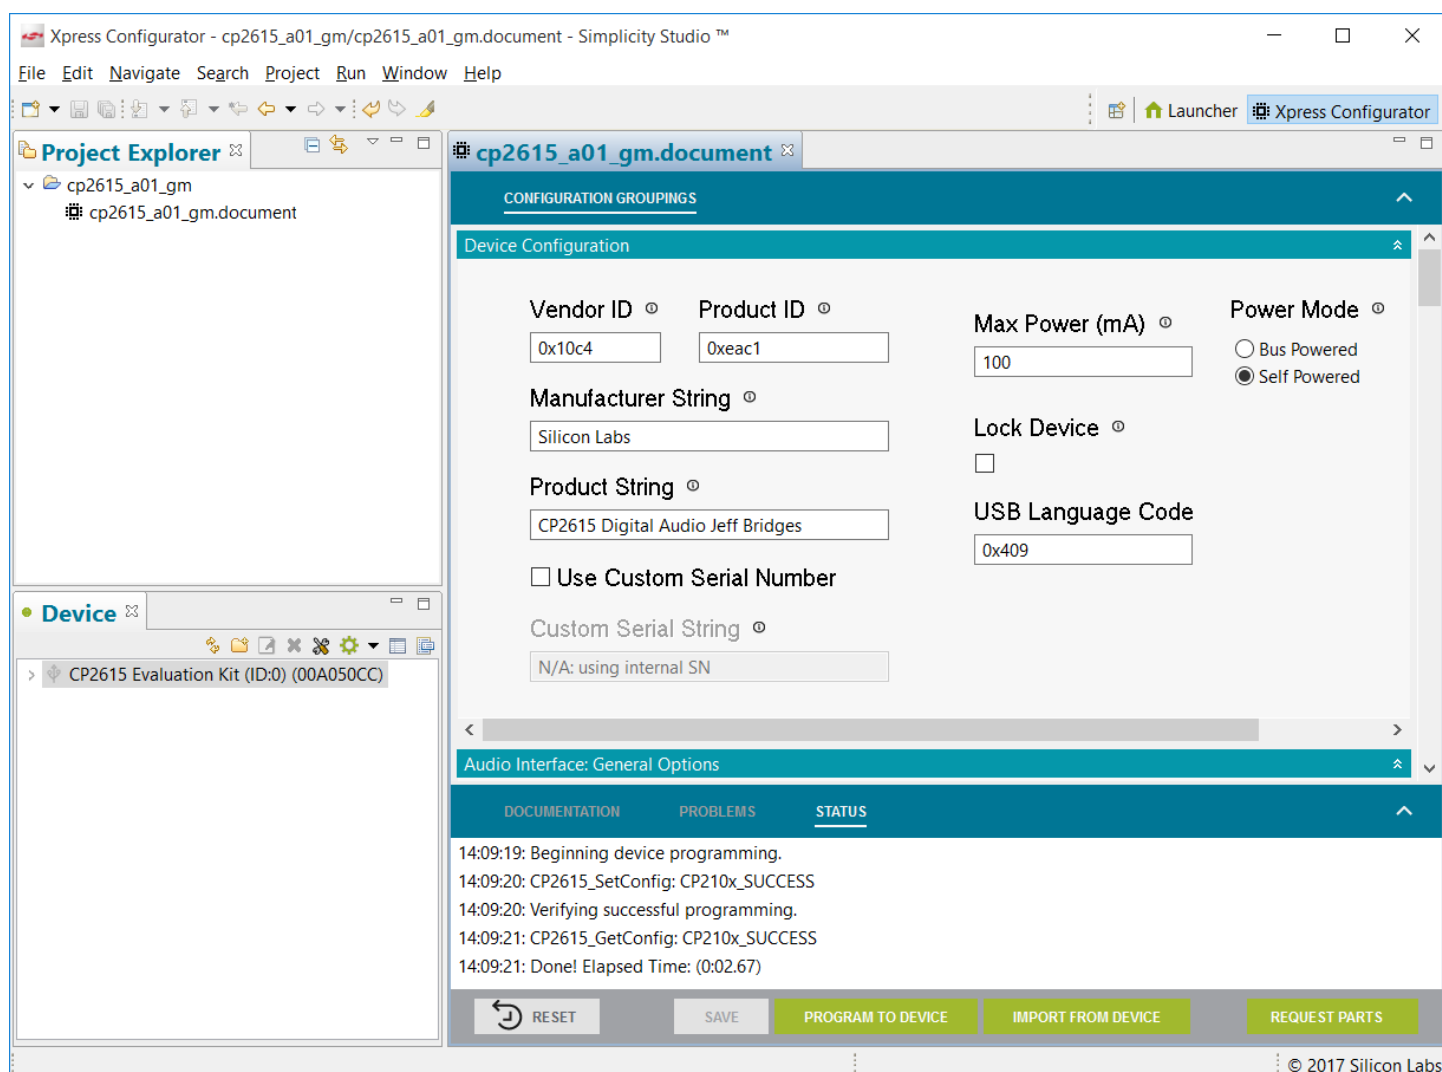 Xpress Configurator - cp2615_a01_gm/cp2615_a01_gm.document - Simplicity Studio ™
File Edit Navigate Search Project Run Window Help
Launcher Xpress Configurator
Project Explorer
cp2615_a01_gm
cp2615_a01_gm.document
Device
CP2615 Evaluation Kit (ID:0) (00A050CC)
cp2615_a01_gm.document
CONFIGURATION GROUPINGS
Device Configuration
Vendor ID
0x10c4
Product ID
0xeac1
Manufacturer String
Silicon Labs
Product String
CP2615 Digital Audio Jeff Bridges
Use Custom Serial Number
Custom Serial String
N/A: using internal SN
Max Power (mA)
100
Lock Device
USB Language Code
0x409
Power Mode
Bus Powered
Self Powered
Audio Interface: General Options
DOCUMENTATION PROBLEMS STATUS
14:09:19: Beginning device programming.
14:09:20: CP2615_SetConfig: CP210x_SUCCESS
14:09:20: Verifying successful programming.
14:09:21: CP2615_GetConfig: CP210x_SUCCESS
14:09:21: Done! Elapsed Time: (0:02.67)
RESET SAVE PROGRAM TO DEVICE IMPORT FROM DEVICE REQUEST PARTS
© 2017 Silicon Labs